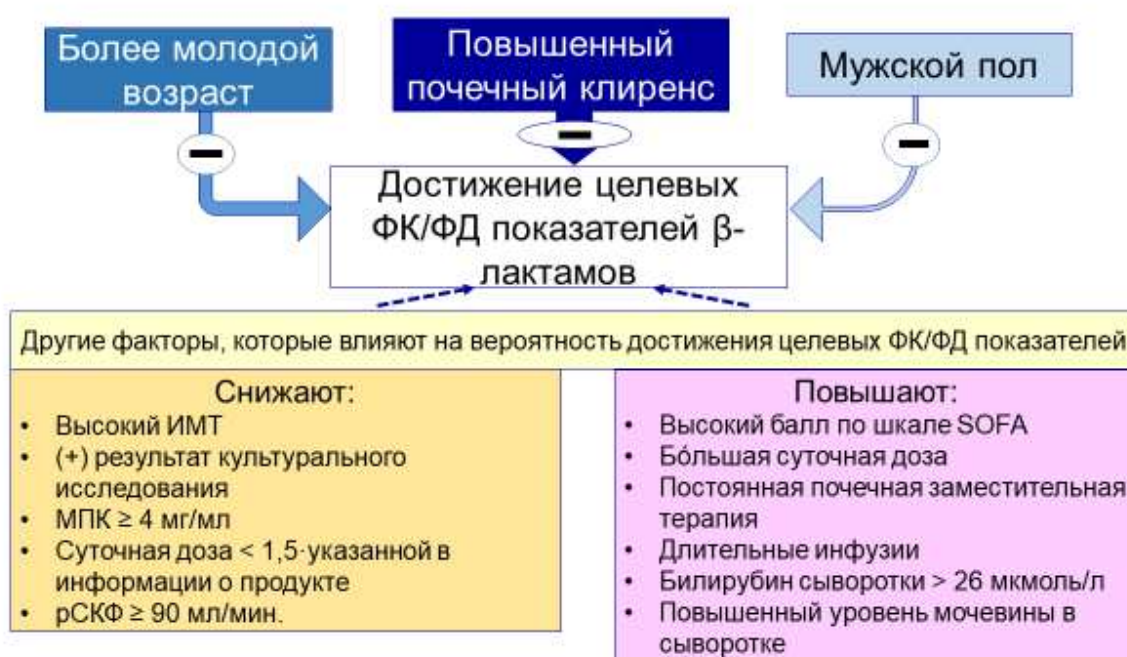 Более молодой
возраст
Повышенный
почечный клиренс
Мужской пол
Достижение целевых
ФК/ФД показателей β-
лактамов
Другие факторы, которые влияют на вероятность достижения целевых ФК/ФД показателей
Снижают:
• Высокий ИМТ
• (+) результат культурального
исследования
• МПК ≥ 4 мг/мл
• Суточная доза < 1,5·указанной в
информации о продукте
• рСКФ ≥ 90 мл/мин.
Повышают:
• Высокий балл по шкале SOFA
• Бóльшая суточная доза
• Постоянная почечная заместительная
терапия
• Длительные инфузии
• Билирубин сыворотки > 26 мкмоль/л
• Повышенный уровень мочевины в
сыворотке